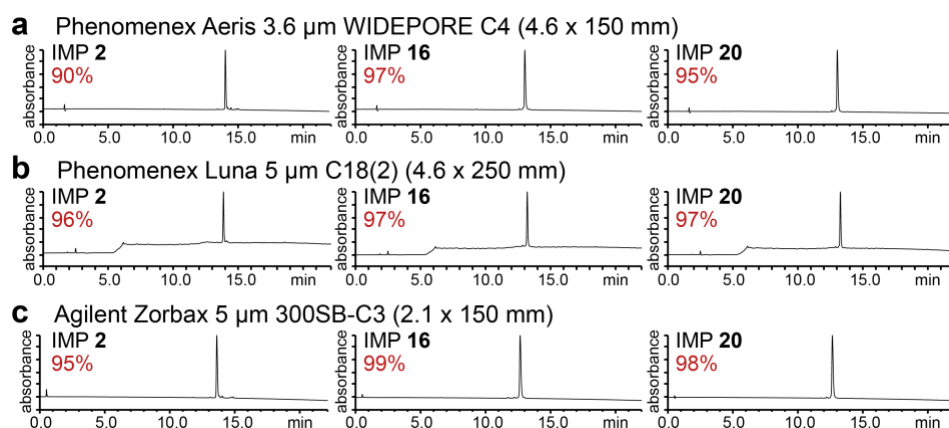 a Phenomenex Aeris 3.6 µm WIDEPORE C4 (4.6 x 150 mm)
absorbance IMP 2 absorbance IMP 16 absorbance IMP 20
90% 97% 95%
0.0 5.0 10.0 15.0 min 0.0 5.0 10.0 15.0 min 0.0 5.0 10.0 15.0 min
b Phenomenex Luna 5 µm C18(2) (4.6 x 250 mm)
absorbance IMP 2 absorbance IMP 16 absorbance IMP 20
96% 97% 97%
0.0 5.0 10.0 15.0 min 0.0 5.0 10.0 15.0 min 0.0 5.0 10.0 15.0 min
c Agilent Zorbax 5 µm 300SB-C3 (2.1 x 150 mm)
absorbance IMP 2 absorbance IMP 16 absorbance IMP 20
95% 99% 98%
0.0 5.0 10.0 15.0 min 0.0 5.0 10.0 15.0 min 0.0 5.0 10.0 15.0 min